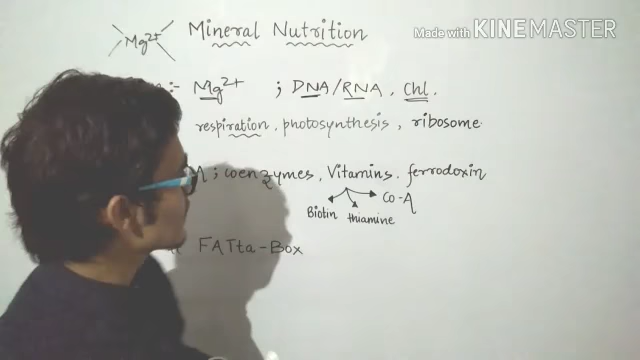 Made with KINEMASTER
Mg2+ Mineral Nutrition
:- Mg2+ ; DNA/RNA, Chl.
respiration, photosynthesis, ribosome.
A ; coenzymes, Vitamins. ferrodoxin
Biotin thiamine Co-A
FATta-Box